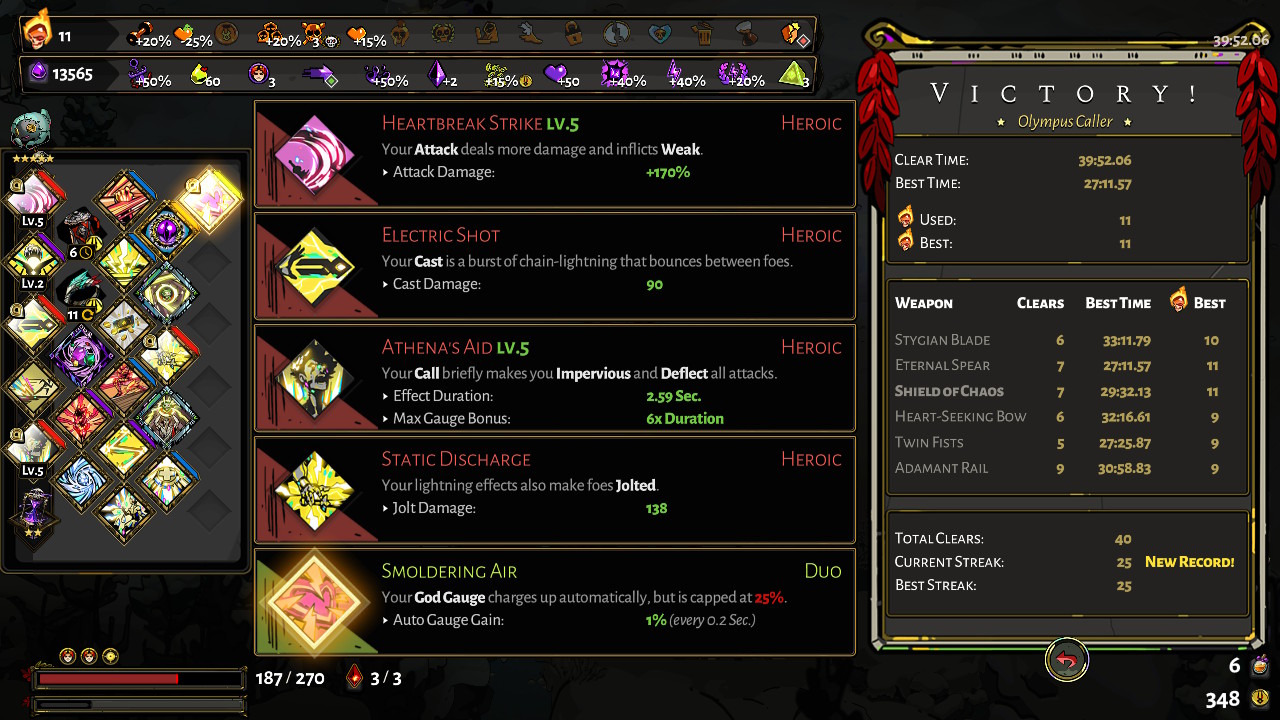 11
+20%
-25%
+20%
3
+15%
13565
+50%
60
3
+50%
+2
+15%
+50
+40%
+40%
+20%
3
39:52.06
Lv.5
Lv.2
6
11
Lv.5
HEARTBREAK STRIKE LV.5 HEROIC
Your Attack deals more damage and inflicts Weak.
Attack Damage: +170%
ELECTRIC SHOT HEROIC
Your Cast is a burst of chain-lightning that bounces between foes.
Cast Damage: 90
ATHENA'S AID LV.5 HEROIC
Your Call briefly makes you Impervious and Deflect all attacks.
Effect Duration: 2.59 Sec.
Max Gauge Bonus: 6x Duration
STATIC DISCHARGE HEROIC
Your lightning effects also make foes Jolted.
Jolt Damage: 138
SMOLDERING AIR DUO
Your God Gauge charges up automatically, but is capped at 25%.
Auto Gauge Gain: 1% (every 0.2 Sec.)
187 / 270
3 / 3
VICTORY!
Olympus Caller
CLEAR TIME: 39:52.06
BEST TIME: 27:11.57
USED: 11
BEST: 11
WEAPON CLEARS BEST TIME BEST
STYGIAN BLADE 6 33:11.79 10
ETERNAL SPEAR 7 27:11.57 11
SHIELD OF CHAOS 7 29:32.13 11
HEART-SEEKING BOW 6 32:16.61 9
TWIN FISTS 5 27:25.87 9
ADAMANT RAIL 9 30:58.83 9
TOTAL CLEARS: 40
CURRENT STREAK: 25 NEW RECORD!
BEST STREAK: 25
6
348